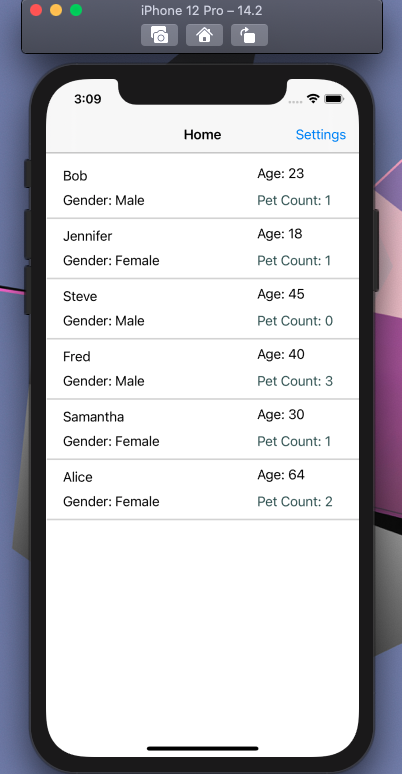 iPhone 12 Pro – 14.2
3:09
Home Settings
Bob Age: 23
Gender: Male Pet Count: 1
Jennifer Age: 18
Gender: Female Pet Count: 1
Steve Age: 45
Gender: Male Pet Count: 0
Fred Age: 40
Gender: Male Pet Count: 3
Samantha Age: 30
Gender: Female Pet Count: 1
Alice Age: 64
Gender: Female Pet Count: 2